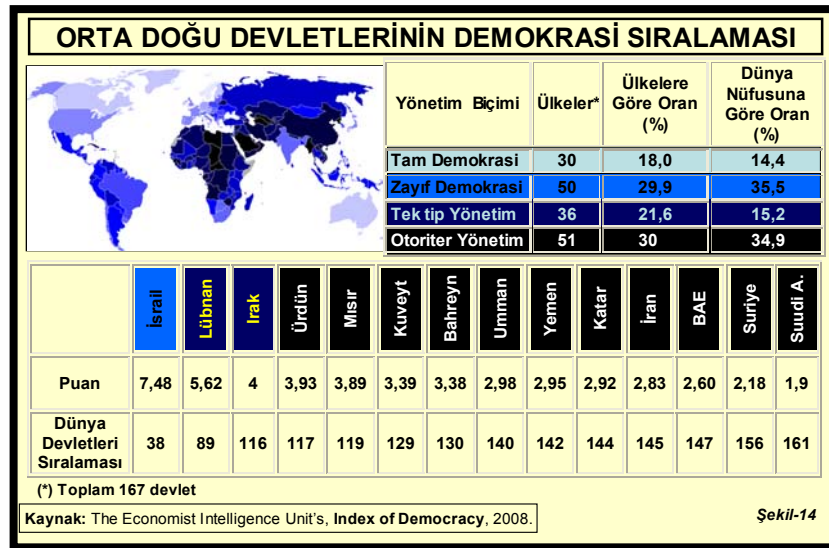 ORTA DOĞU DEVLETLERİNİN DEMOKRASİ SIRALAMASI
Yönetim Biçimi Ülkeler* Ülkelere Göre Oran (%) Dünya Nüfusuna Göre Oran (%)
Tam Demokrasi 30 18,0 14,4
Zayıf Demokrasi 50 29,9 35,5
Tek tip Yönetim 36 21,6 15,2
Otoriter Yönetim 51 30 34,9
İsrail Lübnan Irak Ürdün Mısır Kuveyt Bahreyn Umman Yemen Katar İran BAE Suriye Suudi A.
Puan 7,48 5,62 4 3,93 3,89 3,39 3,38 2,98 2,95 2,92 2,83 2,60 2,18 1,9
Dünya Devletleri Sıralaması 38 89 116 117 119 129 130 140 142 144 145 147 156 161
(*) Toplam 167 devlet
Kaynak: The Economist Intelligence Unit's, Index of Democracy, 2008.
Şekil-14